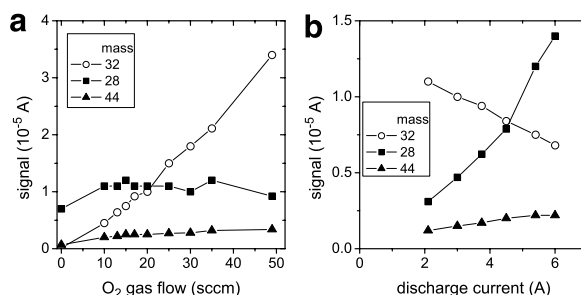 a
mass
32
28
44
signal (10⁻⁵ A)
4
3
2
1
0
0 10 20 30 40 50
O₂ gas flow (sccm)
b
mass
32
28
44
signal (10⁻⁵ A)
1.5
1.0
0.5
0.0
0 2 4 6
discharge current (A)